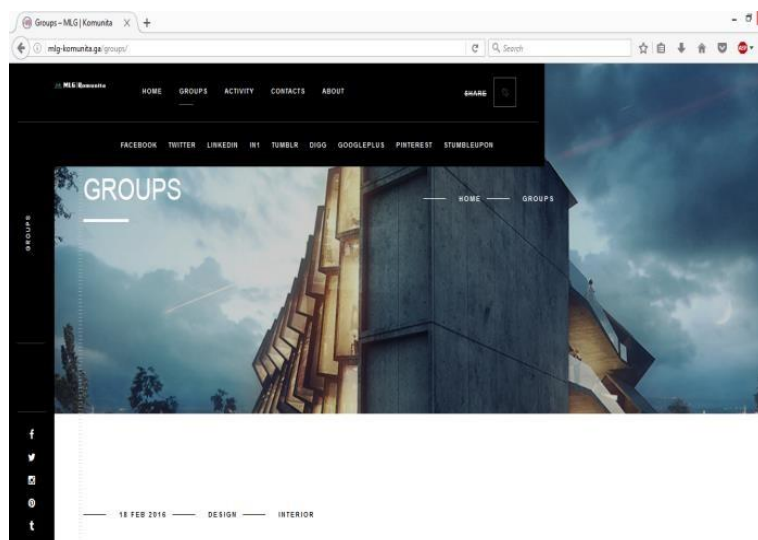 Groups – MLG | Komunita
mlg-komunita.ga/groups/
Search
ABP
MLG|Komunita
HOME GROUPS ACTIVITY CONTACTS ABOUT
SHARE
FACEBOOK TWITTER LINKEDIN IN1 TUMBLR DIGG GOOGLEPLUS PINTEREST STUMBLEUPON
GROUPS
HOME GROUPS
GROUPS
18 FEB 2016 DESIGN INTERIOR